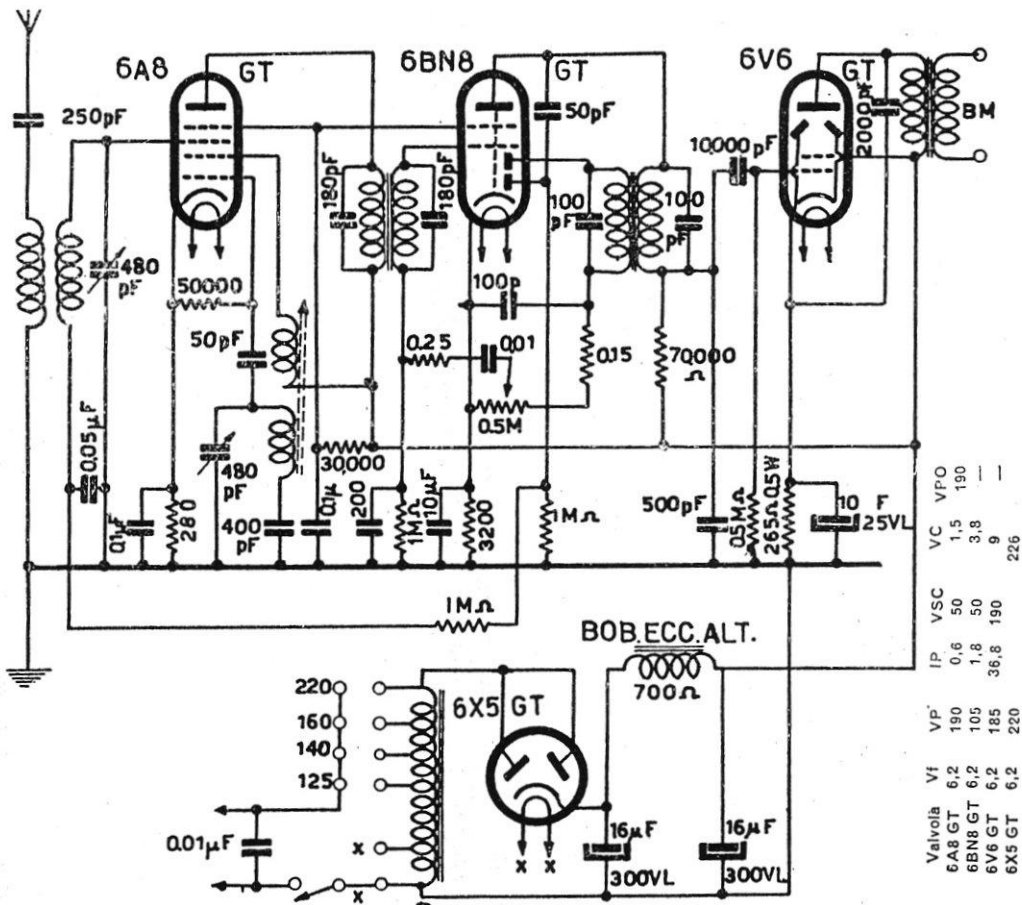 6A8 GT
6BN8 GT
6V6 GT
250pF
50pF
2000pF
BM
10,000 pF
180pF
180pF
100 pF
100 pF
480 pF
50000
100p
50pF
0.25
0.01
0.15
70,000 Ω
0.5M
0.05µF
480 pF
30,000
0.1µF
280
400 pF
0.1µ
200
1MΩ
10µF
3200
1MΩ
500pF
0.5MΩ
265Ω 0.5W
10 F
25VL
1MΩ
BOB. ECC. ALT.
700Ω
220
160
140
125
6X5 GT
0.01µF
x
x
x x
16µF
300VL
16µF
300VL
Valvola Vf VP IP VSC VC VPO
6A8 GT 6,2 190 0,6 50 1,5 190
6BN8 GT 6,2 105 1,8 50 3,8 —
6V6 GT 6,2 185 36,8 190 9 —
6X5 GT 6,2 220 226